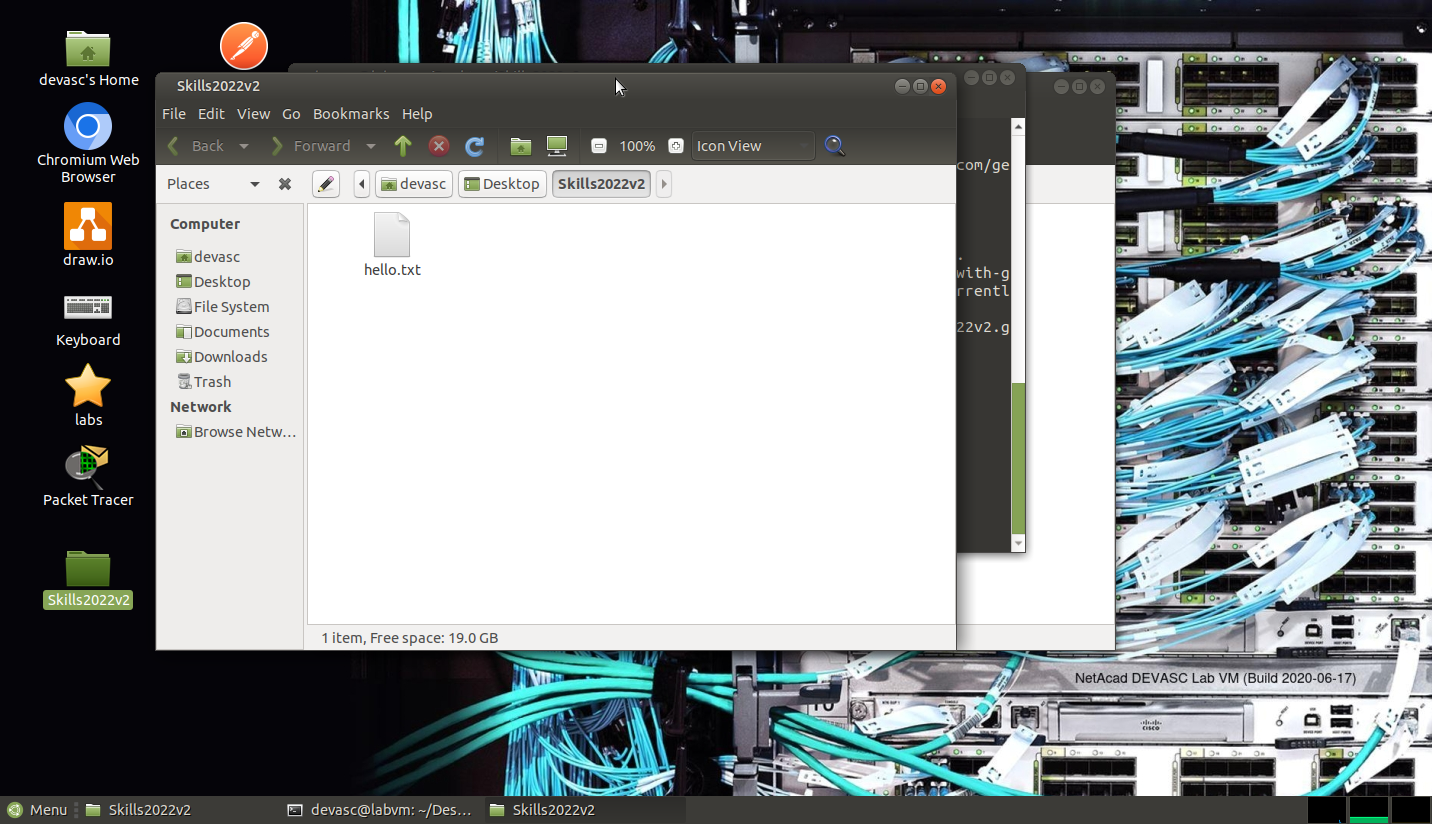 devasc's Home
Chromium Web
Browser
draw.io
Keyboard
labs
Packet Tracer
Skills2022v2
Skills2022v2
File Edit View Go Bookmarks Help
Back Forward 100% Icon View
Places devasc Desktop Skills2022v2
Computer
devasc
Desktop
File System
Documents
Downloads
Trash
Network
Browse Netw...
hello.txt
1 item, Free space: 19.0 GB
com/ge
.
with-g
rrentl
22v2.g
NetAcad DEVASC Lab VM (Build 2020-06-17)
CISCO
Menu Skills2022v2 devasc@labvm: ~/Des... Skills2022v2